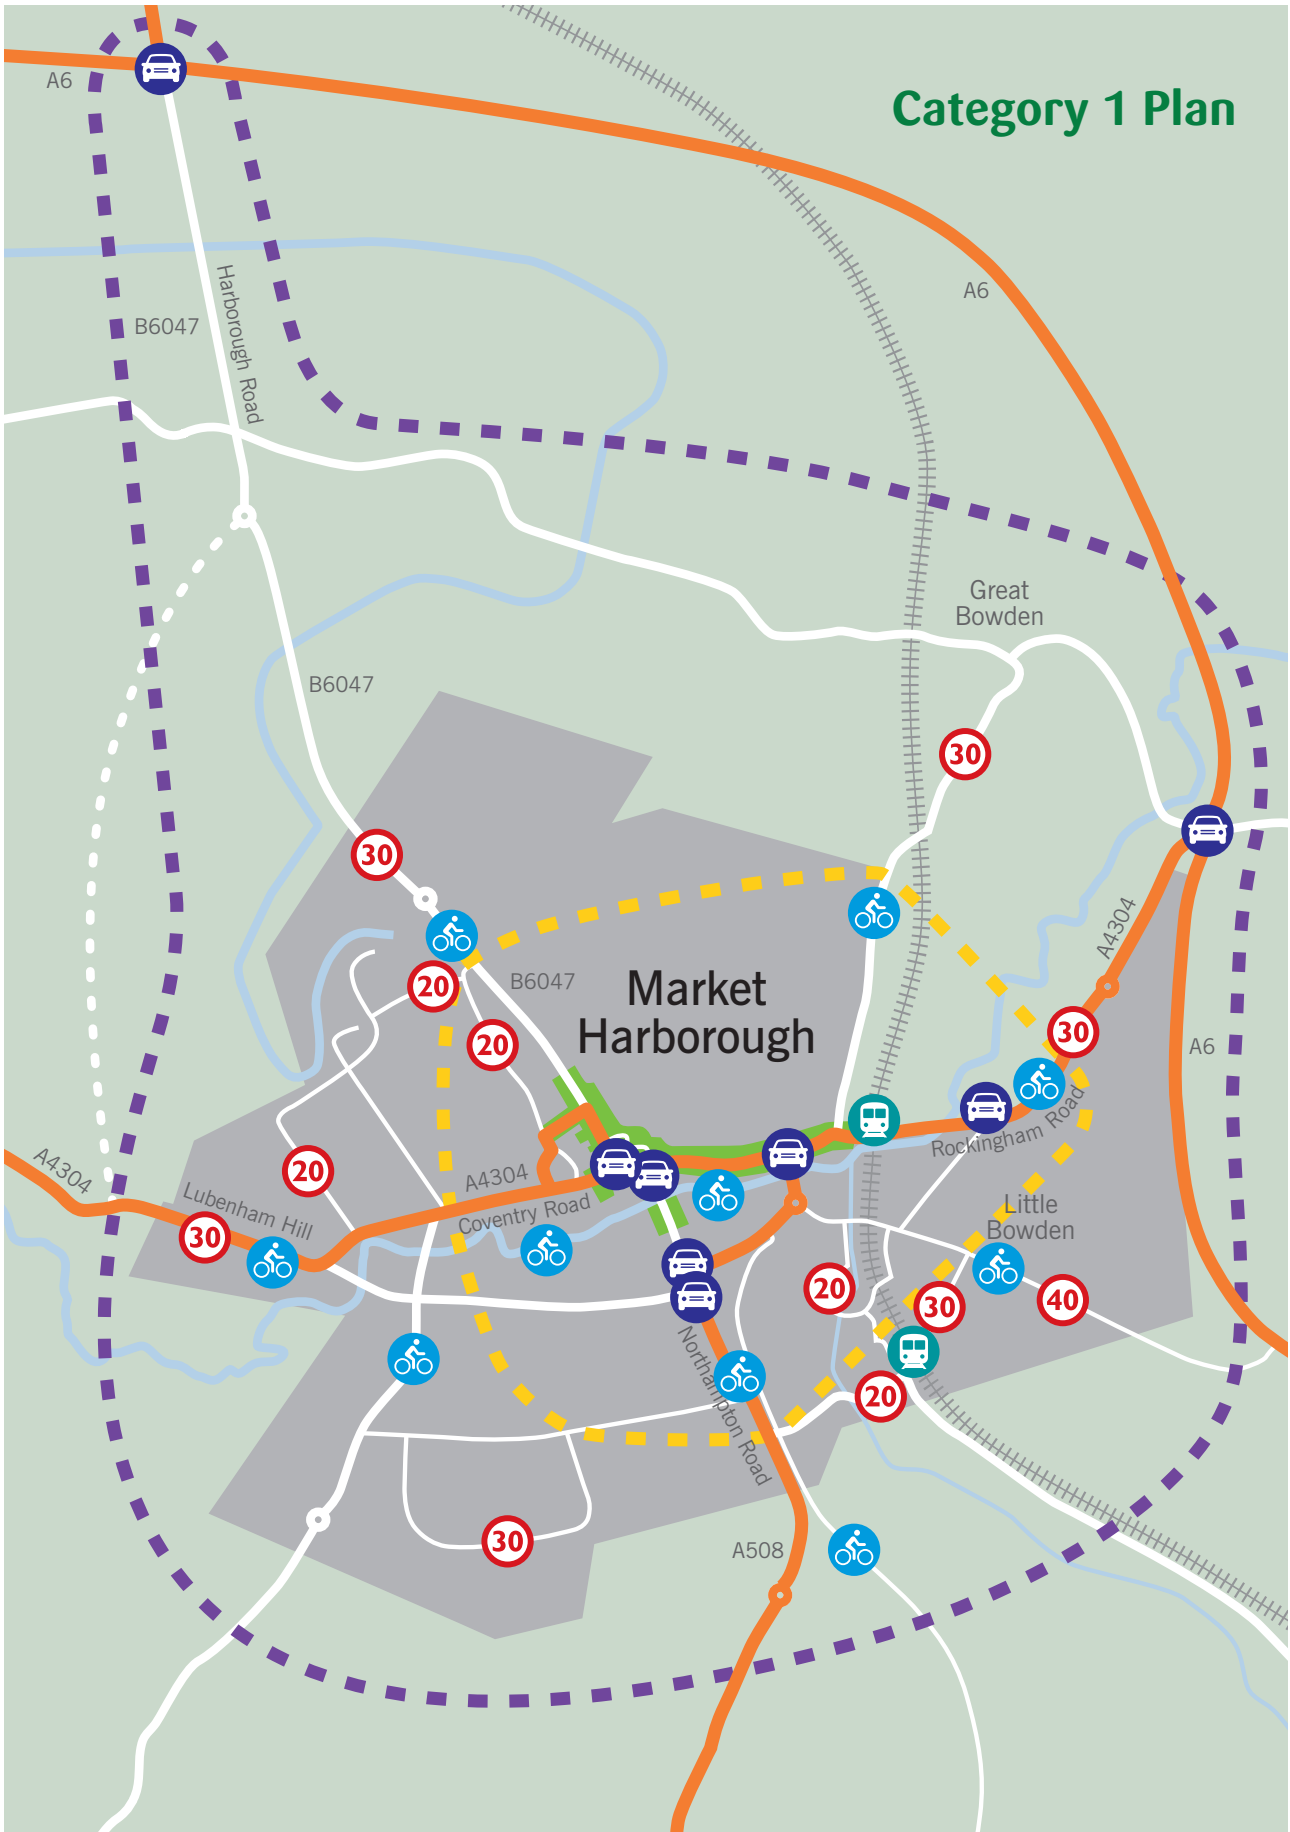 A6
Category 1 Plan
A6
B6047
Harborough Road
Great
Bowden
B6047
30
30
A4304
20
B6047
Market
Harborough
30
20
A6
Rockingham Road
A4304
20
A4304
Lubenham Hill
Coventry Road
Little
Bowden
30
20
30
40
Northampton Road
20
30
A508